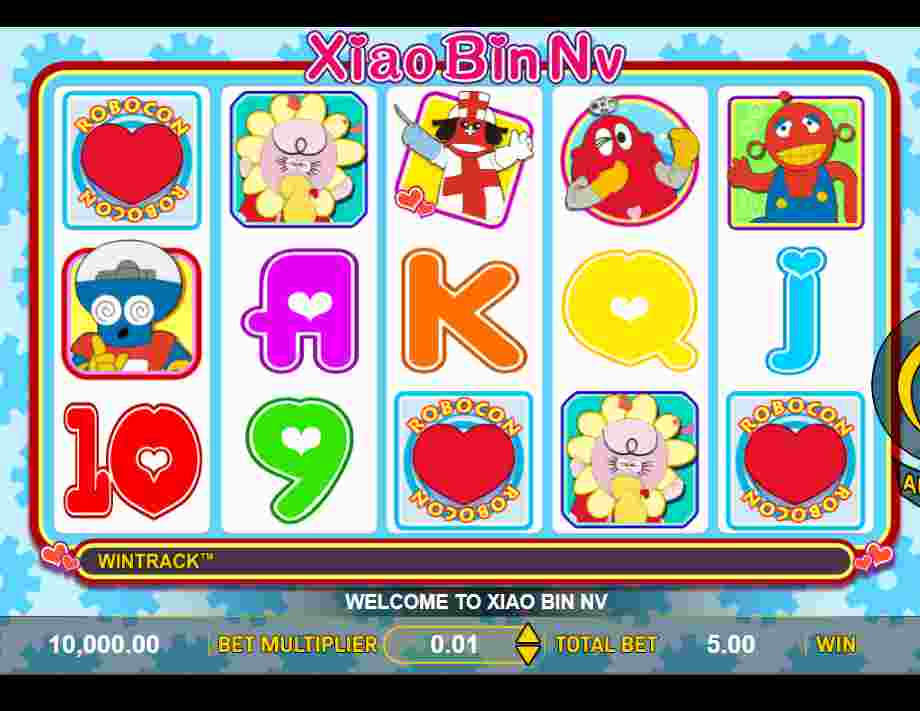 Xiao Bin Nv
ROBOCON
ROBOCON
A K Q J
10 9
ROBOCON ROBOCON
ROBOCON ROBOCON
WINTRACK™
WELCOME TO XIAO BIN NV
10,000.00 BET MULTIPLIER 0.01 TOTAL BET 5.00 WIN